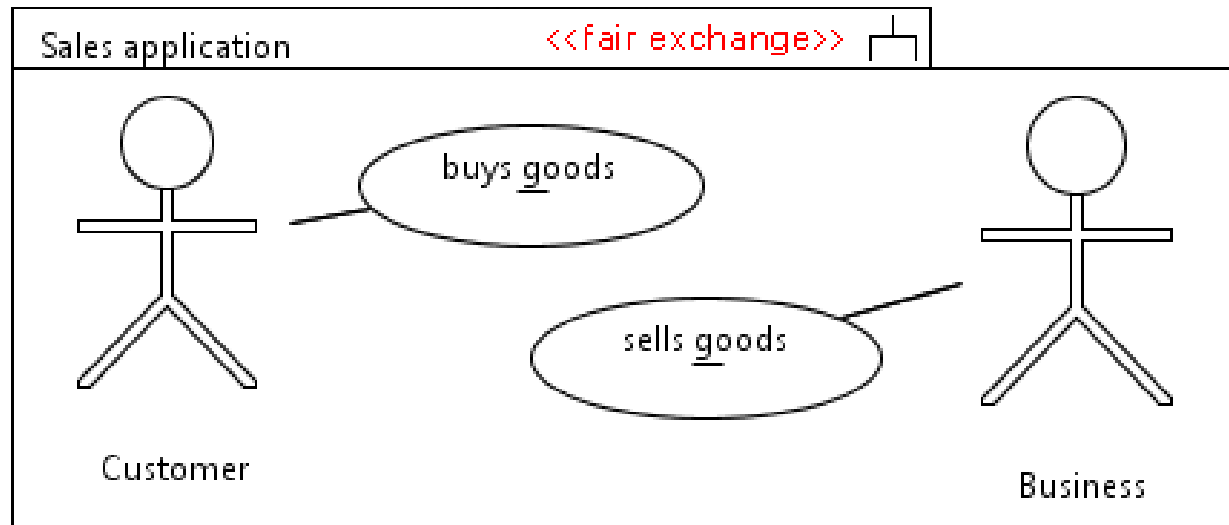 Sales application <<fair exchange>>
buys goods
sells goods
Customer
Business